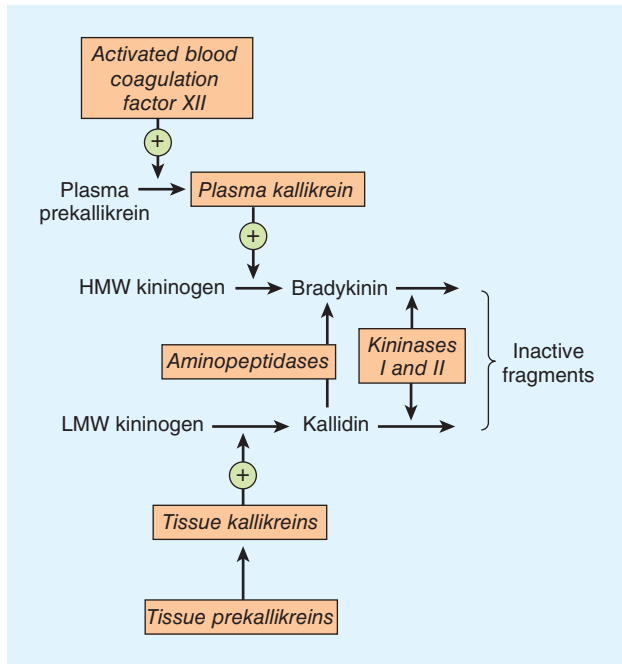 Activated blood
coagulation
factor XII
+
Plasma
prekallikrein
Plasma kallikrein
+
HMW kininogen
Bradykinin
Aminopeptidases
Kininases
I and II
Inactive
fragments
LMW kininogen
Kallidin
+
Tissue kallikreins
Tissue prekallikreins